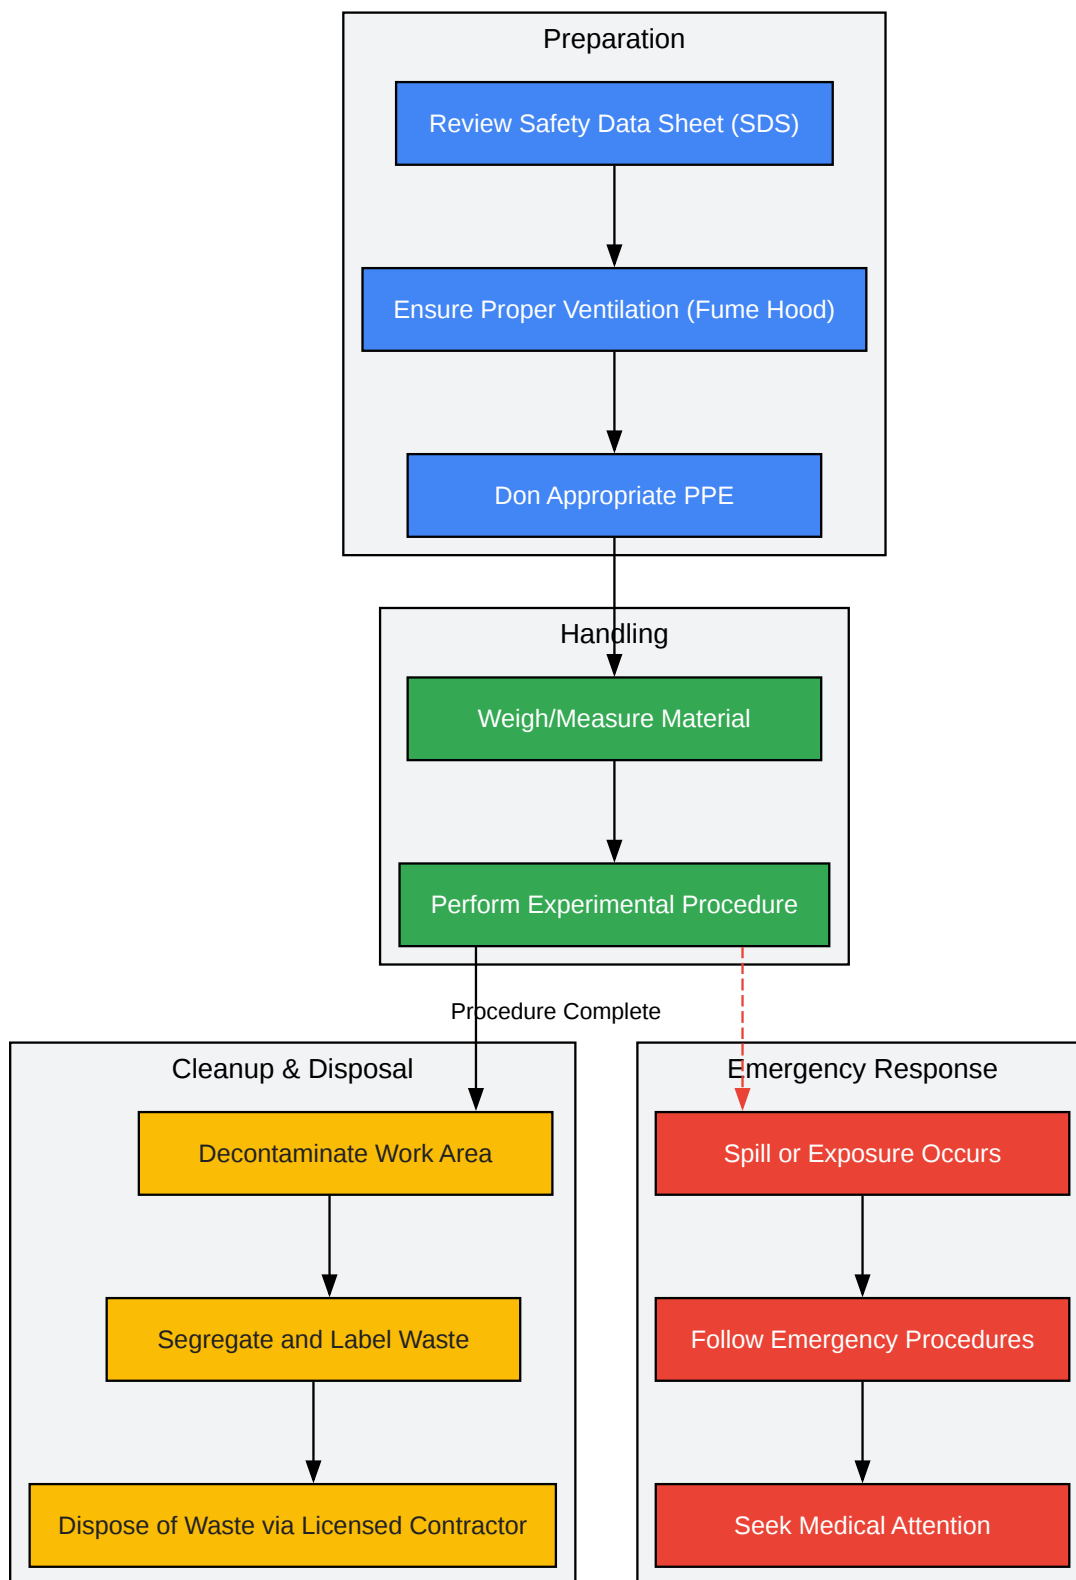 Preparation
Review Safety Data Sheet (SDS)
Ensure Proper Ventilation (Fume Hood)
Don Appropriate PPE
Handling
Weigh/Measure Material
Perform Experimental Procedure
Procedure Complete
Cleanup & Disposal
Decontaminate Work Area
Segregate and Label Waste
Dispose of Waste via Licensed Contractor
Emergency Response
Spill or Exposure Occurs
Follow Emergency Procedures
Seek Medical Attention